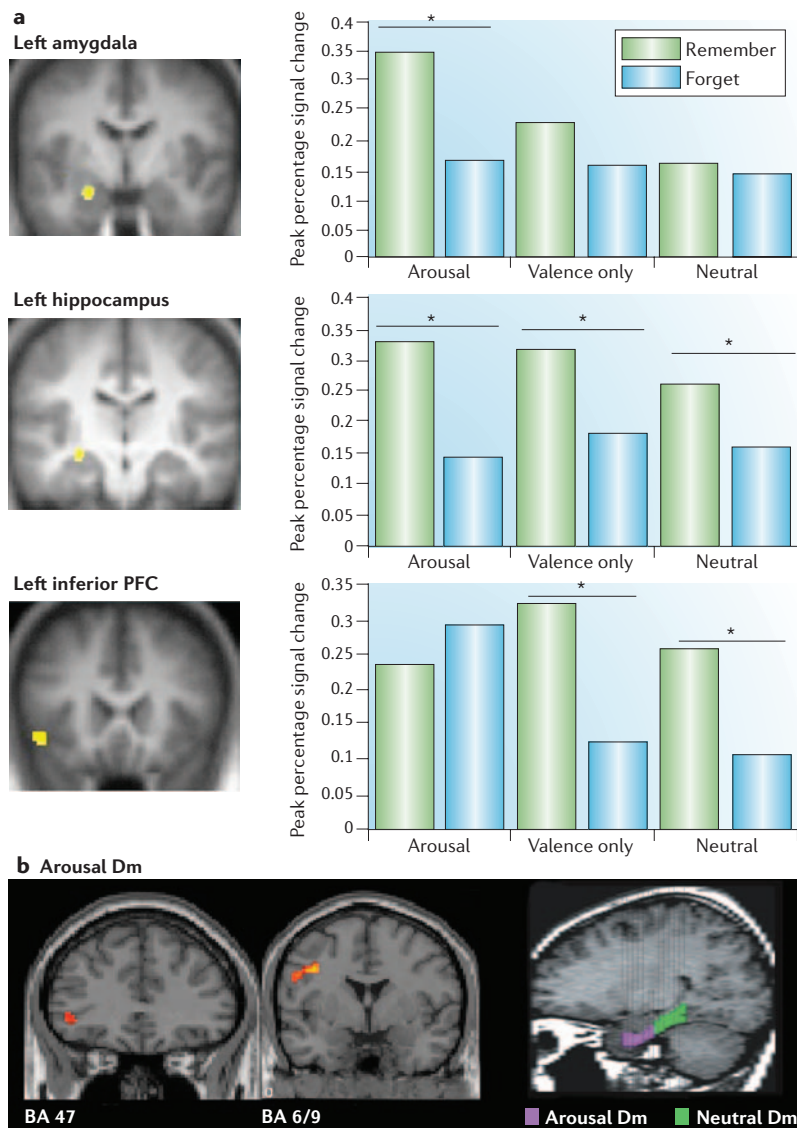 a
Left amygdala
Peak percentage signal change
0.4
0.35
0.3
0.25
0.2
0.15
0.1
0.05
0
*
Remember
Forget
Arousal
Valence only
Neutral
Left hippocampus
Peak percentage signal change
0.4
0.35
0.3
0.25
0.2
0.15
0.1
0.05
0
*
*
*
Arousal
Valence only
Neutral
Left inferior PFC
Peak percentage signal change
0.35
0.3
0.25
0.2
0.15
0.1
0.05
0
*
*
Arousal
Valence only
Neutral
b Arousal Dm
0
BA 47
BA 6/9
Arousal Dm
Neutral Dm